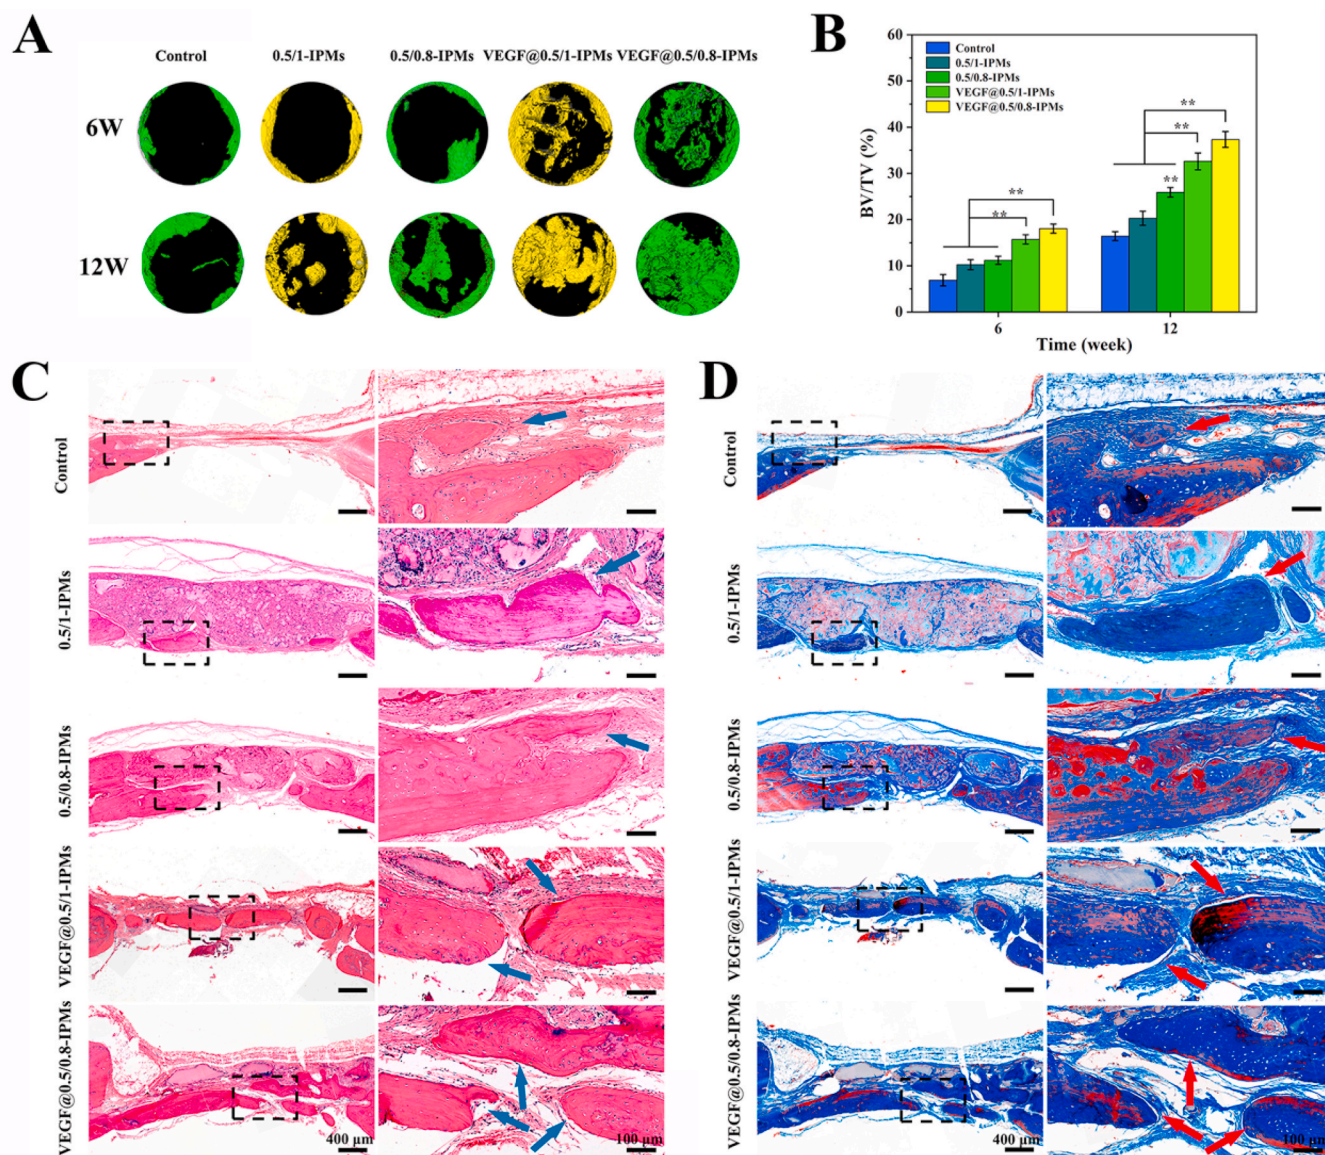 A
Control
0.5/1-IPMs
0.5/0.8-IPMs
VEGF@0.5/1-IPMs
VEGF@0.5/0.8-IPMs
6W
12W
B
60
50
40
30
20
10
0
BV/TV (%)
Control
0.5/1-IPMs
0.5/0.8-IPMs
VEGF@0.5/1-IPMs
VEGF@0.5/0.8-IPMs
**
**
**
**
**
6
12
Time (week)
C
Control
0.5/1-IPMs
0.5/0.8-IPMs
VEGF@0.5/1-IPMs
VEGF@0.5/0.8-IPMs
400 μm
100 μm
D
Control
0.5/1-IPMs
0.5/0.8-IPMs
VEGF@0.5/1-IPMs
VEGF@0.5/0.8-IPMs
400 μm
100 μm